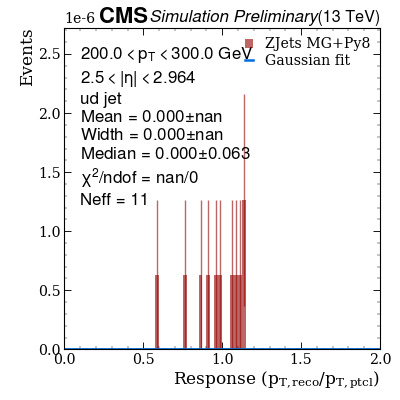 1e-6 CMS Simulation Preliminary (13 TeV)
200.0 < p_T < 300.0 GeV
ZJets MG+Py8
Gaussian fit
2.5 < |η| < 2.964
ud jet
Mean = 0.000±nan
Width = 0.000±nan
Median = 0.000±0.063
χ²/ndof = nan/0
Neff = 11
Events
2.5
2.0
1.5
1.0
0.5
0.0
0.0 0.5 1.0 1.5 2.0
Response (p_T,reco/p_T,ptcl)